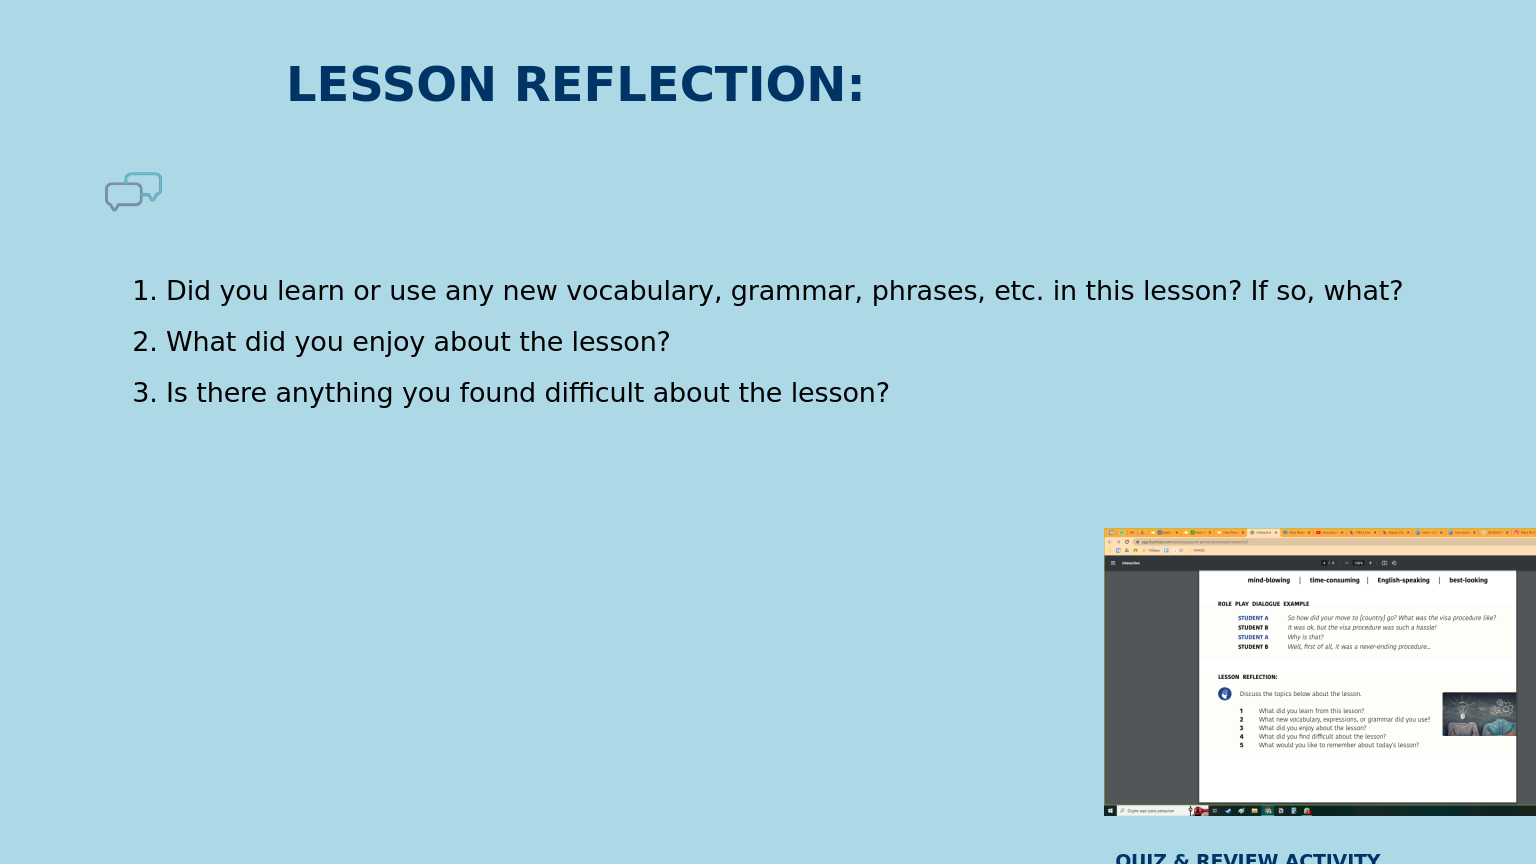 LESSON REFLECTION:
1. Did you learn or use any new vocabulary, grammar, phrases, etc. in this lesson? If so, what?
2. What did you enjoy about the lesson?
3. Is there anything you found difficult about the lesson?
Interactive
mind-blowing | time-consuming | English-speaking | best-looking
ROLE PLAY DIALOGUE EXAMPLE
STUDENT A So how did your move to [country] go? What was the visa procedure like?
STUDENT B It was ok, but the visa procedure was such a hassle!
STUDENT A Why is that?
STUDENT B Well, first of all, it was a never-ending procedure...
LESSON REFLECTION:
Discuss the topics below about the lesson.
1 What did you learn from this lesson?
2 What new vocabulary, expressions, or grammar did you use?
3 What did you enjoy about the lesson?
4 What did you find difficult about the lesson?
5 What would you like to remember about today's lesson?
Digite aqui para pesquisar
QUIZ & REVIEW ACTIVITY